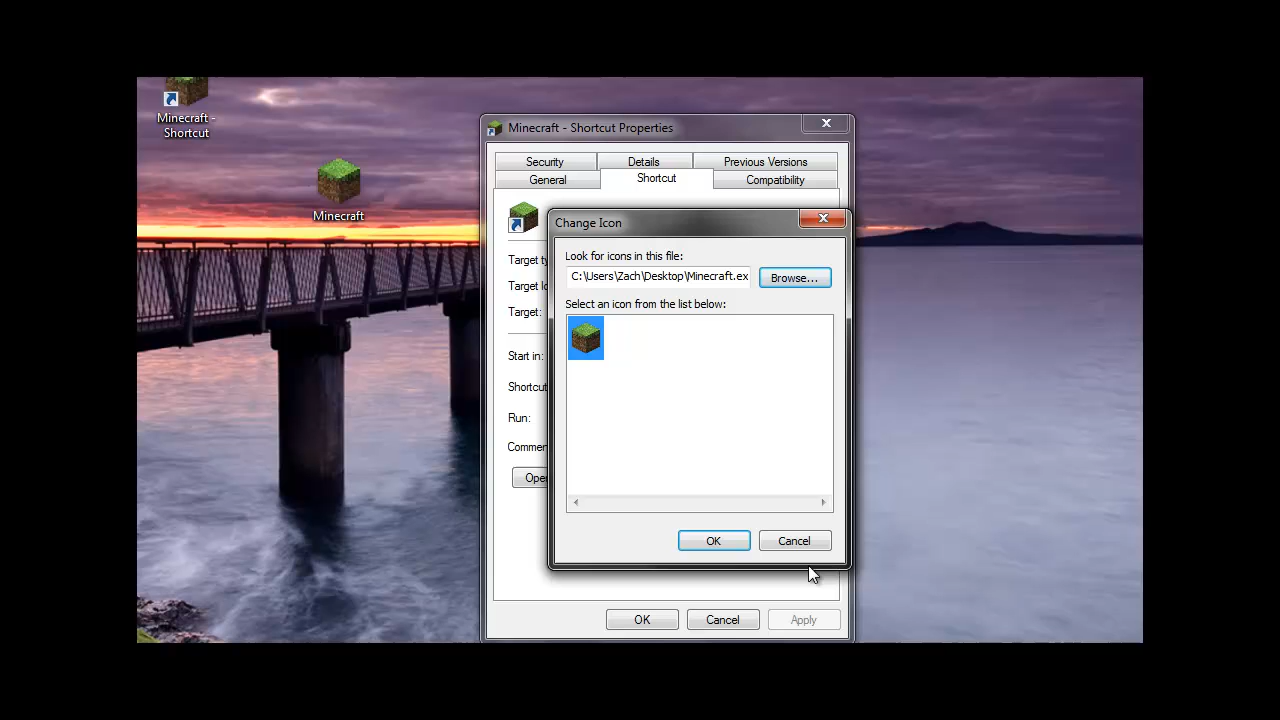 Minecraft -
Shortcut
Minecraft
Minecraft - Shortcut Properties
Security Details Previous Versions
General Shortcut Compatibility
Change Icon
Look for icons in this file:
C:\Users\Zach\Desktop\Minecraft.ex
Browse...
Select an icon from the list below:
Target ty
Target lo
Target:
Start in:
Shortcut
Run:
Commen
Open
OK Cancel
OK Cancel Apply